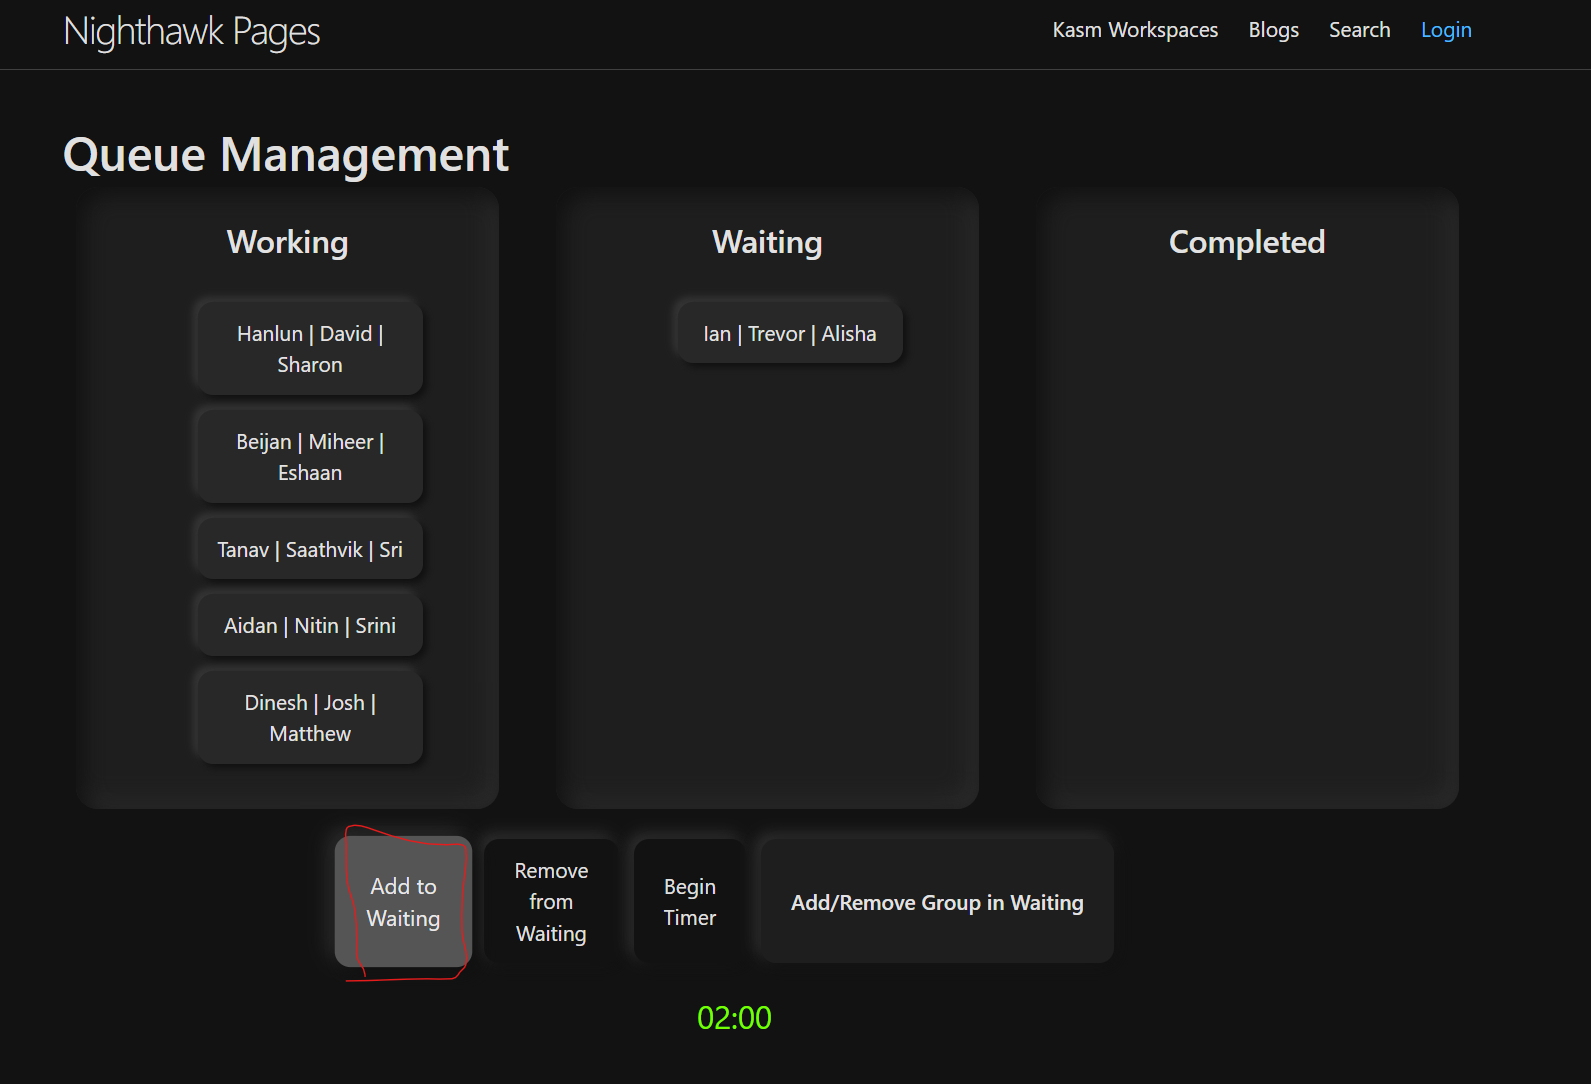 Nighthawk Pages
Kasm Workspaces Blogs Search Login
Queue Management
Working
Hanlun | David |
Sharon
Beijan | Miheer |
Eshaan
Tanav | Saathvik | Sri
Aidan | Nitin | Srini
Dinesh | Josh |
Matthew
Waiting
Ian | Trevor | Alisha
Completed
Add to
Waiting
Remove
from
Waiting
Begin
Timer
Add/Remove Group in Waiting
02:00